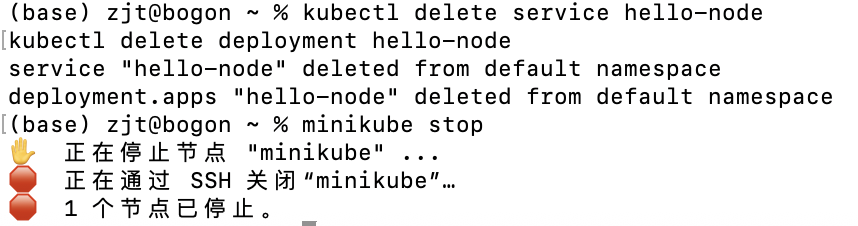 (base) zjt@bogon ~ % kubectl delete service hello-node
[kubectl delete deployment hello-node
service "hello-node" deleted from default namespace
deployment.apps "hello-node" deleted from default namespace
[(base) zjt@bogon ~ % minikube stop
✋ 正在停止节点 "minikube" ...
🛑 正在通过 SSH 关闭“minikube”…
🛑 1 个节点已停止。